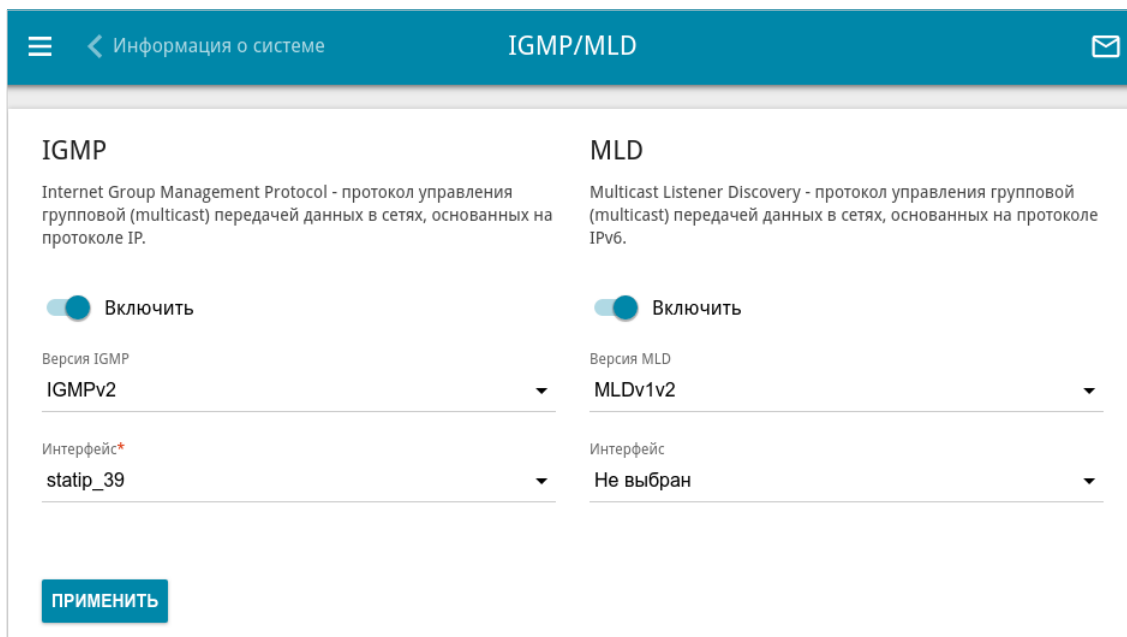 Информация о системе
IGMP/MLD
IGMP
Internet Group Management Protocol - протокол управления
групповой (multicast) передачей данных в сетях, основанных на
протоколе IP.
Включить
Версия IGMP
IGMPv2
Интерфейс*
statip_39
MLD
Multicast Listener Discovery - протокол управления групповой
(multicast) передачей данных в сетях, основанных на протоколе
IPv6.
Включить
Версия MLD
MLDv1v2
Интерфейс
Не выбран
ПРИМЕНИТЬ